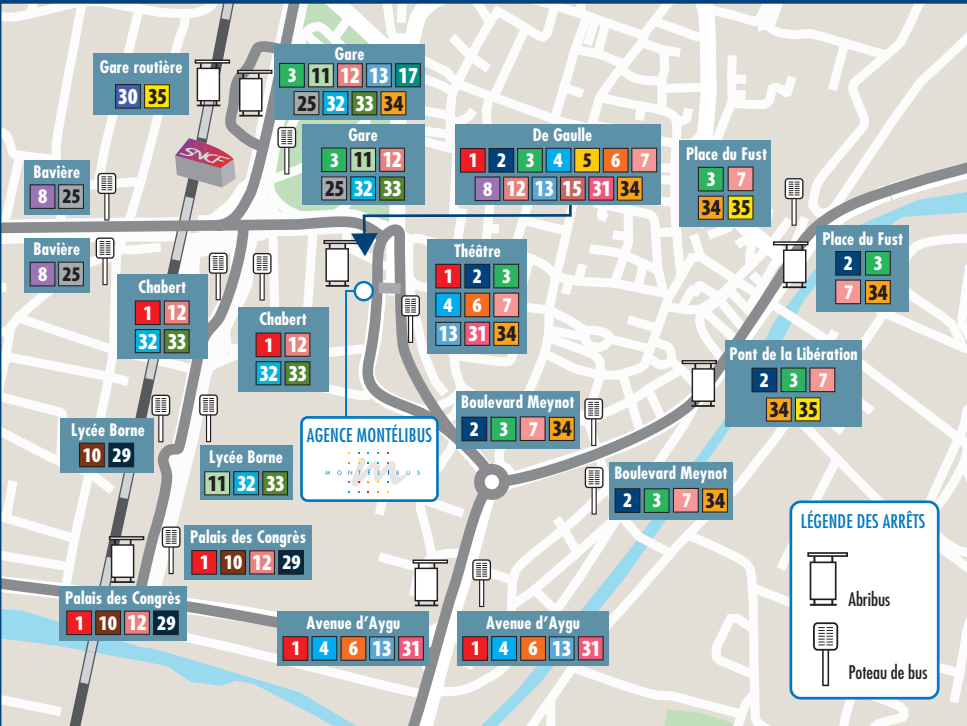 Gare routière
30 35
Gare
3 11 12 13 17
25 32 33 34
SNCF
Gare
3 11 12
25 32 33
De Gaulle
1 2 3 4 5 6 7
8 12 13 15 31 34
Place du Fust
3 7
34 35
Bavière
8 25
Bavière
8 25
Place du Fust
2 3
7 34
Théâtre
1 2 3
4 6 7
13 31 34
Chabert
1 12
32 33
Chabert
1 12
32 33
Pont de la Libération
2 3 7
34 35
Boulevard Meynot
2 3 7 34
Lycée Borne
10 29
AGENCE MONTÉLIBUS
MONTÉLIBUS
Lycée Borne
11 32 33
Boulevard Meynot
2 3 7 34
Palais des Congrès
1 10 12 29
Palais des Congrès
1 10 12 29
Avenue d'Aygu
1 4 6 13 31
Avenue d'Aygu
1 4 6 13 31
LÉGENDE DES ARRÊTS
Abribus
Poteau de bus